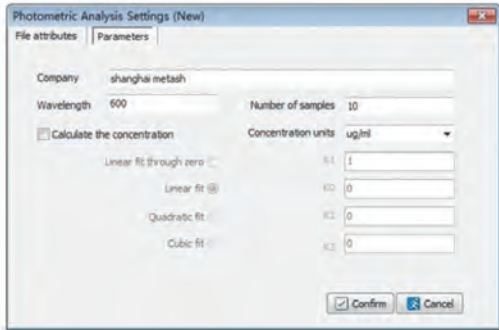 Photometric Analysis Settings (New)
File attributes Parameters
Company shanghai metash
Wavelength 600 Number of samples 10
Calculate the concentration Concentration units ug/ml
Linear fit through zero 1
Linear fit K0 0
Quadratic fit K2 0
Cubic fit K3 0
Confirm Cancel